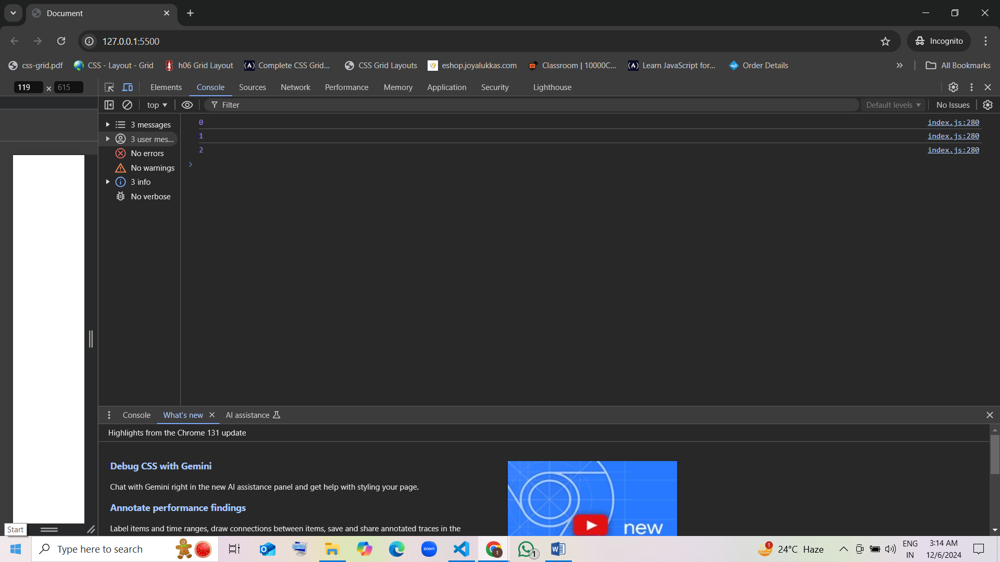 Document
127.0.0.1:5500
Incognito
css-grid.pdf
CSS - Layout - Grid
h06 Grid Layout
Complete CSS Grid...
CSS Grid Layouts
eshop.joyalukkas.com
Classroom | 10000C...
Learn JavaScript for...
Order Details
All Bookmarks
119 × 615
Elements
Console
Sources
Network
Performance
Memory
Application
Security
Lighthouse
top
Filter
Default levels
No Issues
3 messages
3 user mes...
No errors
No warnings
3 info
No verbose
0 index.js:280
1 index.js:280
2 index.js:280
Console
What's new
AI assistance
Highlights from the Chrome 131 update
Debug CSS with Gemini
Chat with Gemini right in the new AI assistance panel and get help with styling your page.
Annotate performance findings
Label items and time ranges, draw connections between items, save and share annotated traces in the
new
Start
Type here to search
zoom
t
1
1
24°C Haze
ENG
IN
3:14 AM
12/6/2024